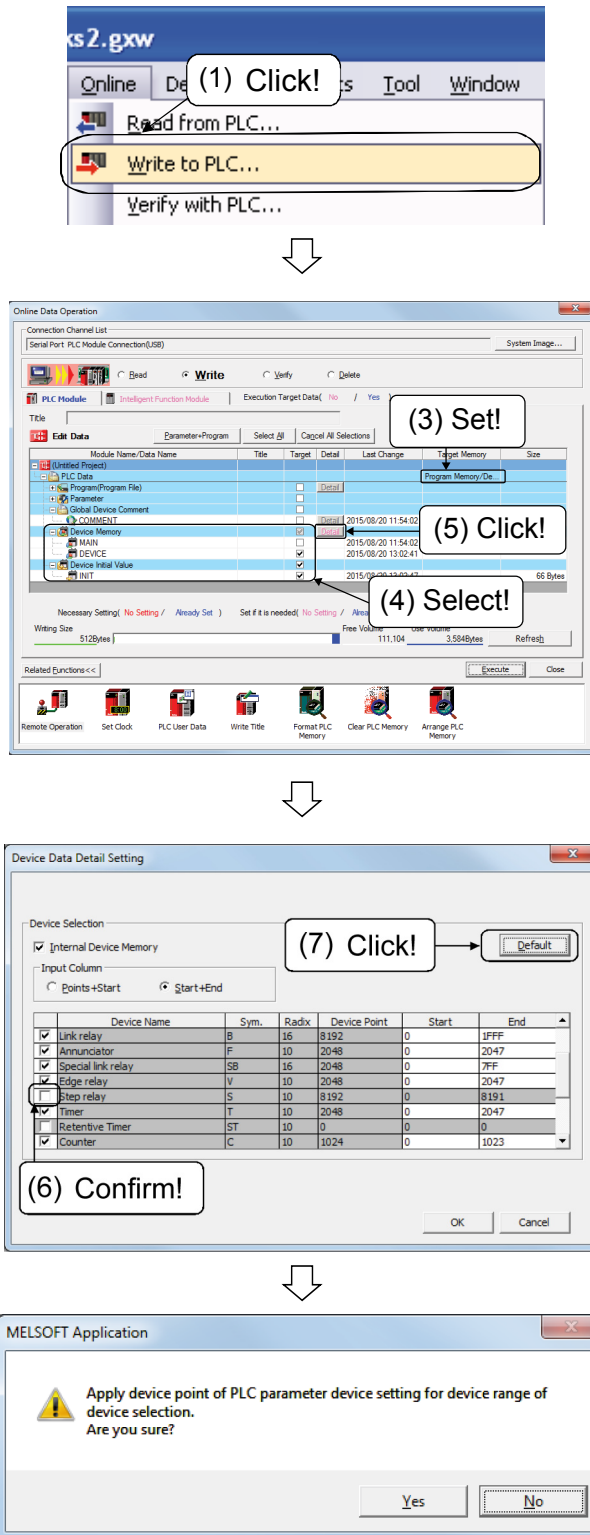 ks2.gxw
(1) Click!
Online De s Tool Window
Read from PLC...
Write to PLC...
Verify with PLC...
Online Data Operation
Connection Channel List
Serial Port PLC Module Connection(USB)
System Image...
Read Write Verify Delete
PLC Module Intelligent Function Module Execution Target Data( No / Yes )
Title
(3) Set!
Edit Data Parameter+Program Select All Cancel All Selections
Module Name/Data Name Title Target Detail Last Change Target Memory Size
(Untitled Project)
PLC Data Program Memory/De...
Program(Program File) Detail
Parameter
Global Device Comment
COMMENT Detail 2015/08/20 11:54:02
(5) Click!
Device Memory Detail
MAIN 2015/08/20 11:54:02
DEVICE 2015/08/20 13:02:41
Device Initial Value
INIT 2015/08/20 13:02:47 66 Bytes
(4) Select!
Necessary Setting( No Setting / Already Set ) Set if it is needed( No Setting / Alrea
Writing Size Free Volume Use Volume
512Bytes 111,104 3,584Bytes Refresh
Related Functions<< Execute Close
Remote Operation Set Clock PLC User Data Write Title Format PLC Memory Clear PLC Memory Arrange PLC Memory
Device Data Detail Setting
Device Selection
(7) Click!
Default
Internal Device Memory
Input Column
Points+Start Start+End
Device Name Sym. Radix Device Point Start End
Link relay B 16 8192 0 1FFF
Annunciator F 10 2048 0 2047
Special link relay SB 16 2048 0 7FF
Edge relay V 10 2048 0 2047
Step relay S 10 8192 0 8191
Timer T 10 2048 0 2047
Retentive Timer ST 10 0 0 0
Counter C 10 1024 0 1023
(6) Confirm!
OK Cancel
MELSOFT Application
Apply device point of PLC parameter device setting for device range of
device selection.
Are you sure?
Yes No